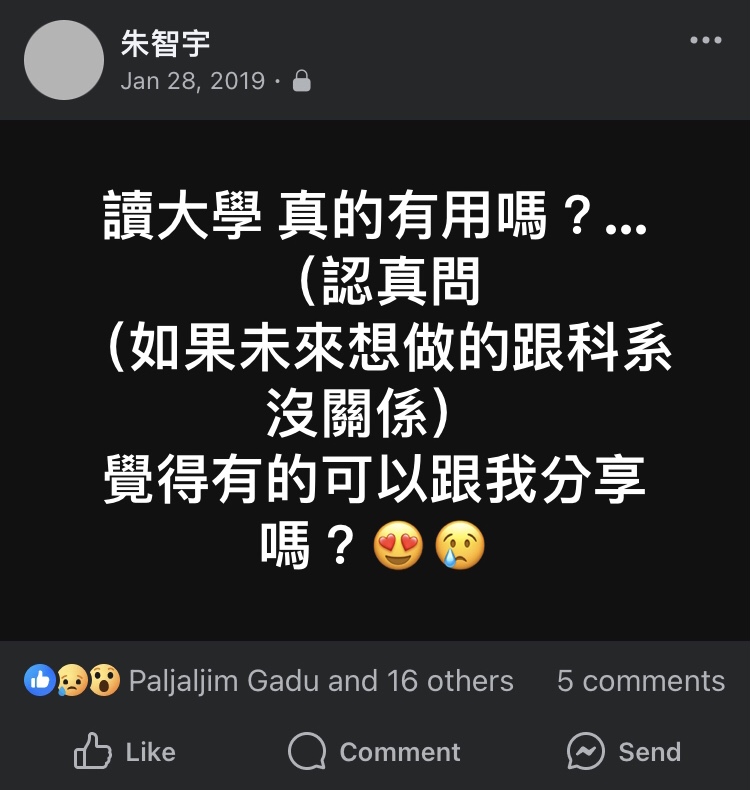 朱智宇
Jan 28, 2019 ·
讀大學 真的有用嗎？...
（認真問
（如果未來想做的跟科系
沒關係）
覺得有的可以跟我分享
嗎？😍😢
Paljaljim Gadu and 16 others 5 comments
Like Comment Send